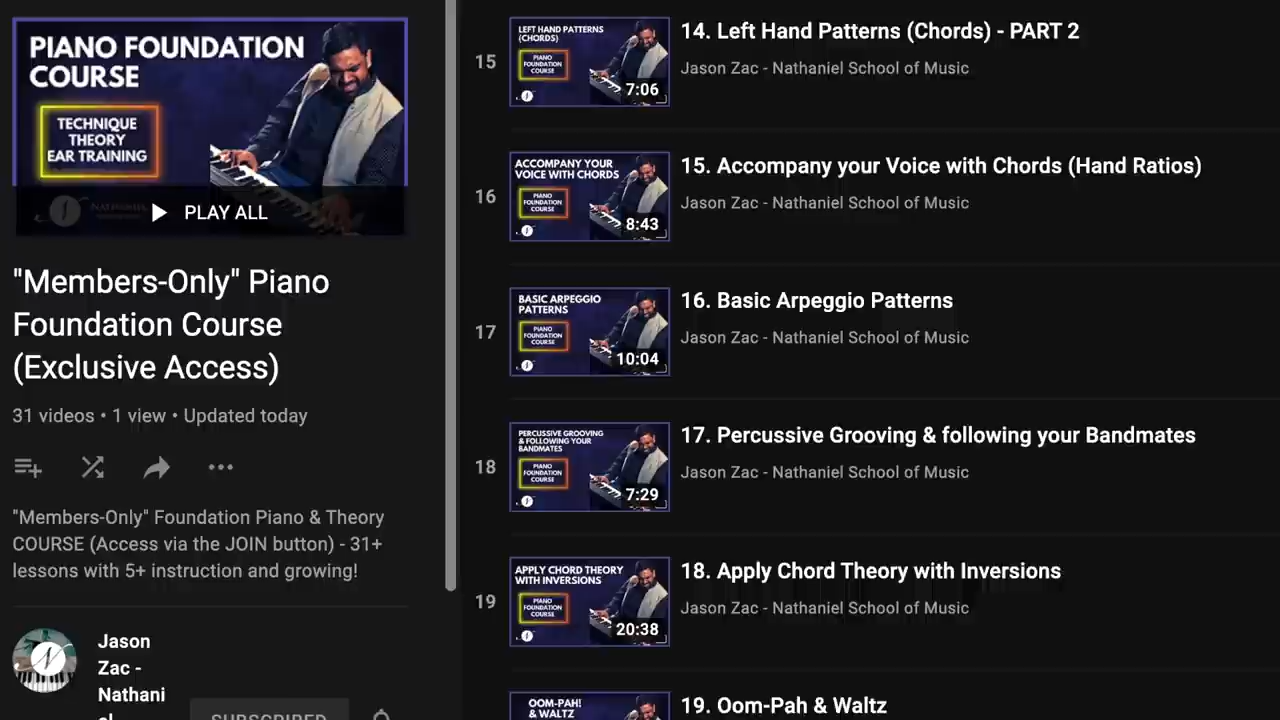 PIANO FOUNDATION
COURSE
TECHNIQUE
THEORY
EAR TRAINING
PLAY ALL
"Members-Only" Piano
Foundation Course
(Exclusive Access)
31 videos • 1 view • Updated today
"Members-Only" Foundation Piano & Theory
COURSE (Access via the JOIN button) - 31+
lessons with 5+ instruction and growing!
Jason
Zac -
Nathani
SUBSCRIBED
15
LEFT HAND PATTERNS
(CHORDS)
PIANO
FOUNDATION
COURSE
7:06
14. Left Hand Patterns (Chords) - PART 2
Jason Zac - Nathaniel School of Music
16
ACCOMPANY YOUR
VOICE WITH CHORDS
PIANO
FOUNDATION
COURSE
8:43
15. Accompany your Voice with Chords (Hand Ratios)
Jason Zac - Nathaniel School of Music
17
BASIC ARPEGGIO
PATTERNS
PIANO
FOUNDATION
COURSE
10:04
16. Basic Arpeggio Patterns
Jason Zac - Nathaniel School of Music
18
PERCUSSIVE GROOVING
& FOLLOWING YOUR
BANDMATES
PIANO
FOUNDATION
COURSE
7:29
17. Percussive Grooving & following your Bandmates
Jason Zac - Nathaniel School of Music
19
APPLY CHORD THEORY
WITH INVERSIONS
PIANO
FOUNDATION
COURSE
20:38
18. Apply Chord Theory with Inversions
Jason Zac - Nathaniel School of Music
OOM-PAH!
& WALTZ
19. Oom-Pah & Waltz